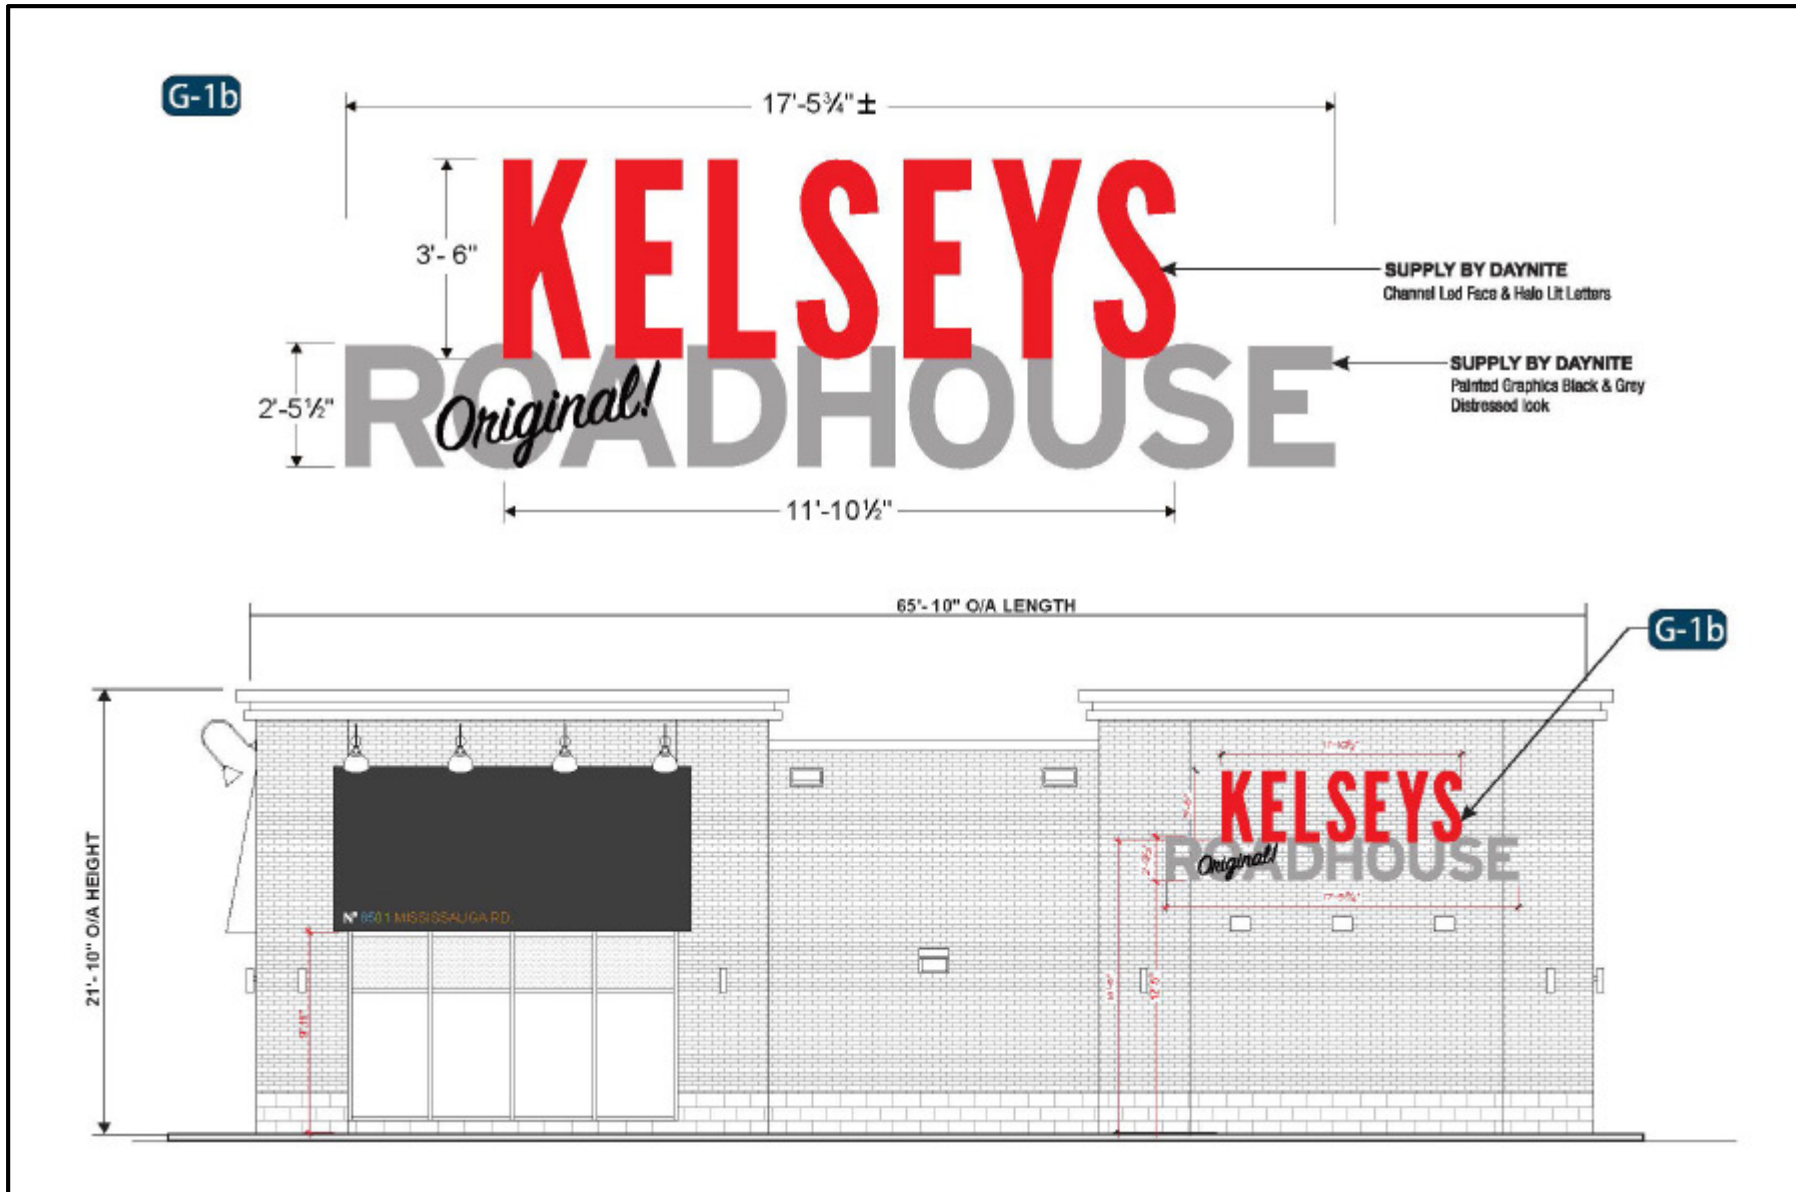 G-1b
17'-5¾"±
KELSEYS
3'- 6"
SUPPLY BY DAYNITE
Channel Led Face & Halo Lit Letters
ROADHOUSE
Original!
2'-5½"
SUPPLY BY DAYNITE
Painted Graphics Black & Grey
Distressed look
11'-10½"
65'- 10" O/A LENGTH
G-1b
21'- 10" O/A HEIGHT
KELSEYS
ROADHOUSE
Original!
Nº 8501 MISSISSAUGA RD.